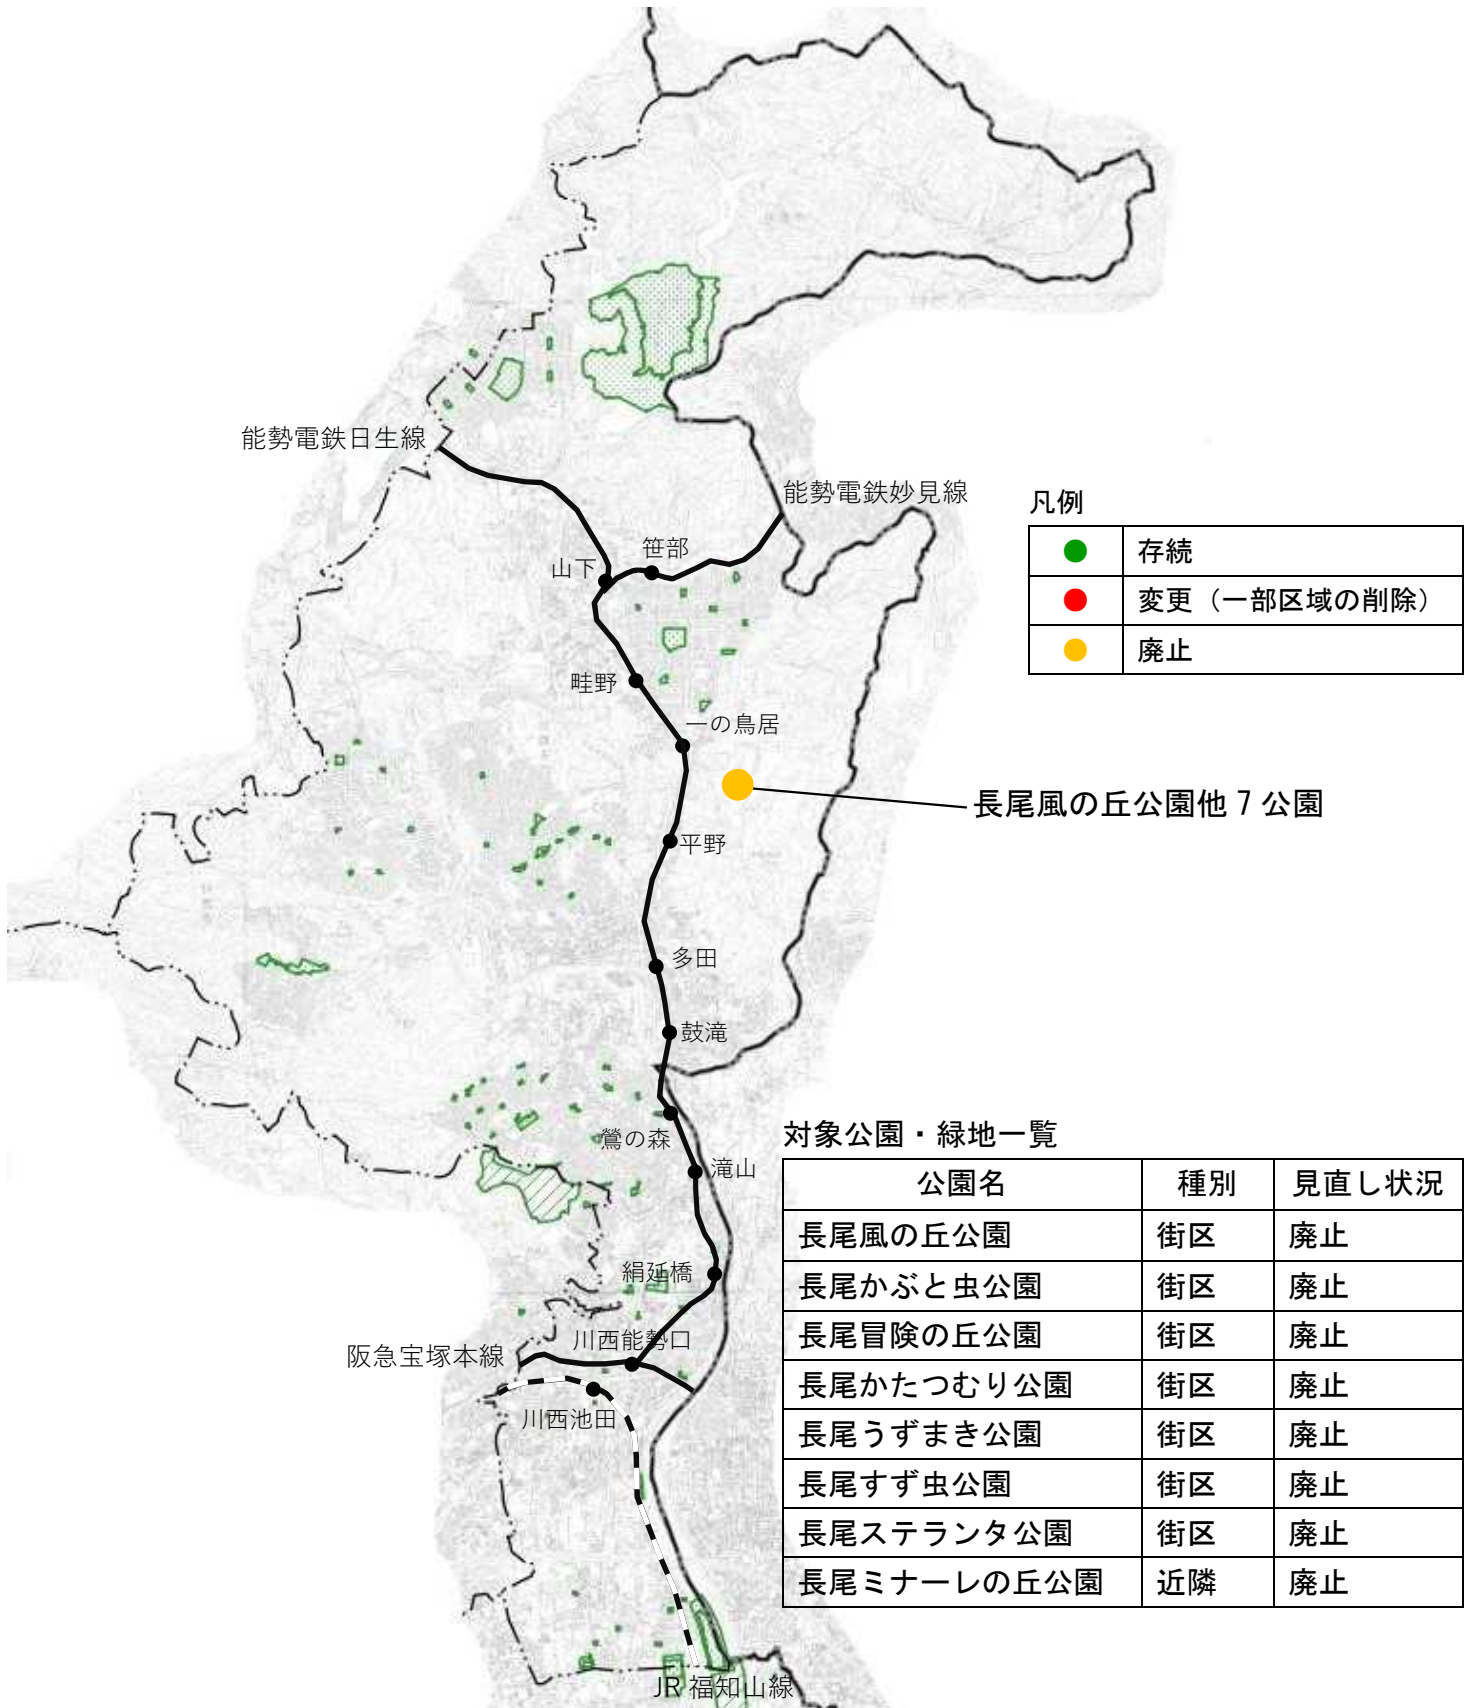 能勢電鉄日生線
能勢電鉄妙見線
凡例
存続
変更（一部区域の削除）
廃止
笹部
山下
畦野
一の鳥居
長尾風の丘公園他 7 公園
平野
多田
鼓滝
鶯の森
滝山
絹延橋
川西能勢口
阪急宝塚本線
川西池田
JR 福知山線
対象公園・緑地一覧
公園名 種別 見直し状況
長尾風の丘公園 街区 廃止
長尾かぶと虫公園 街区 廃止
長尾冒険の丘公園 街区 廃止
長尾かたつむり公園 街区 廃止
長尾うずまき公園 街区 廃止
長尾すず虫公園 街区 廃止
長尾ステランタ公園 街区 廃止
長尾ミナーレの丘公園 近隣 廃止